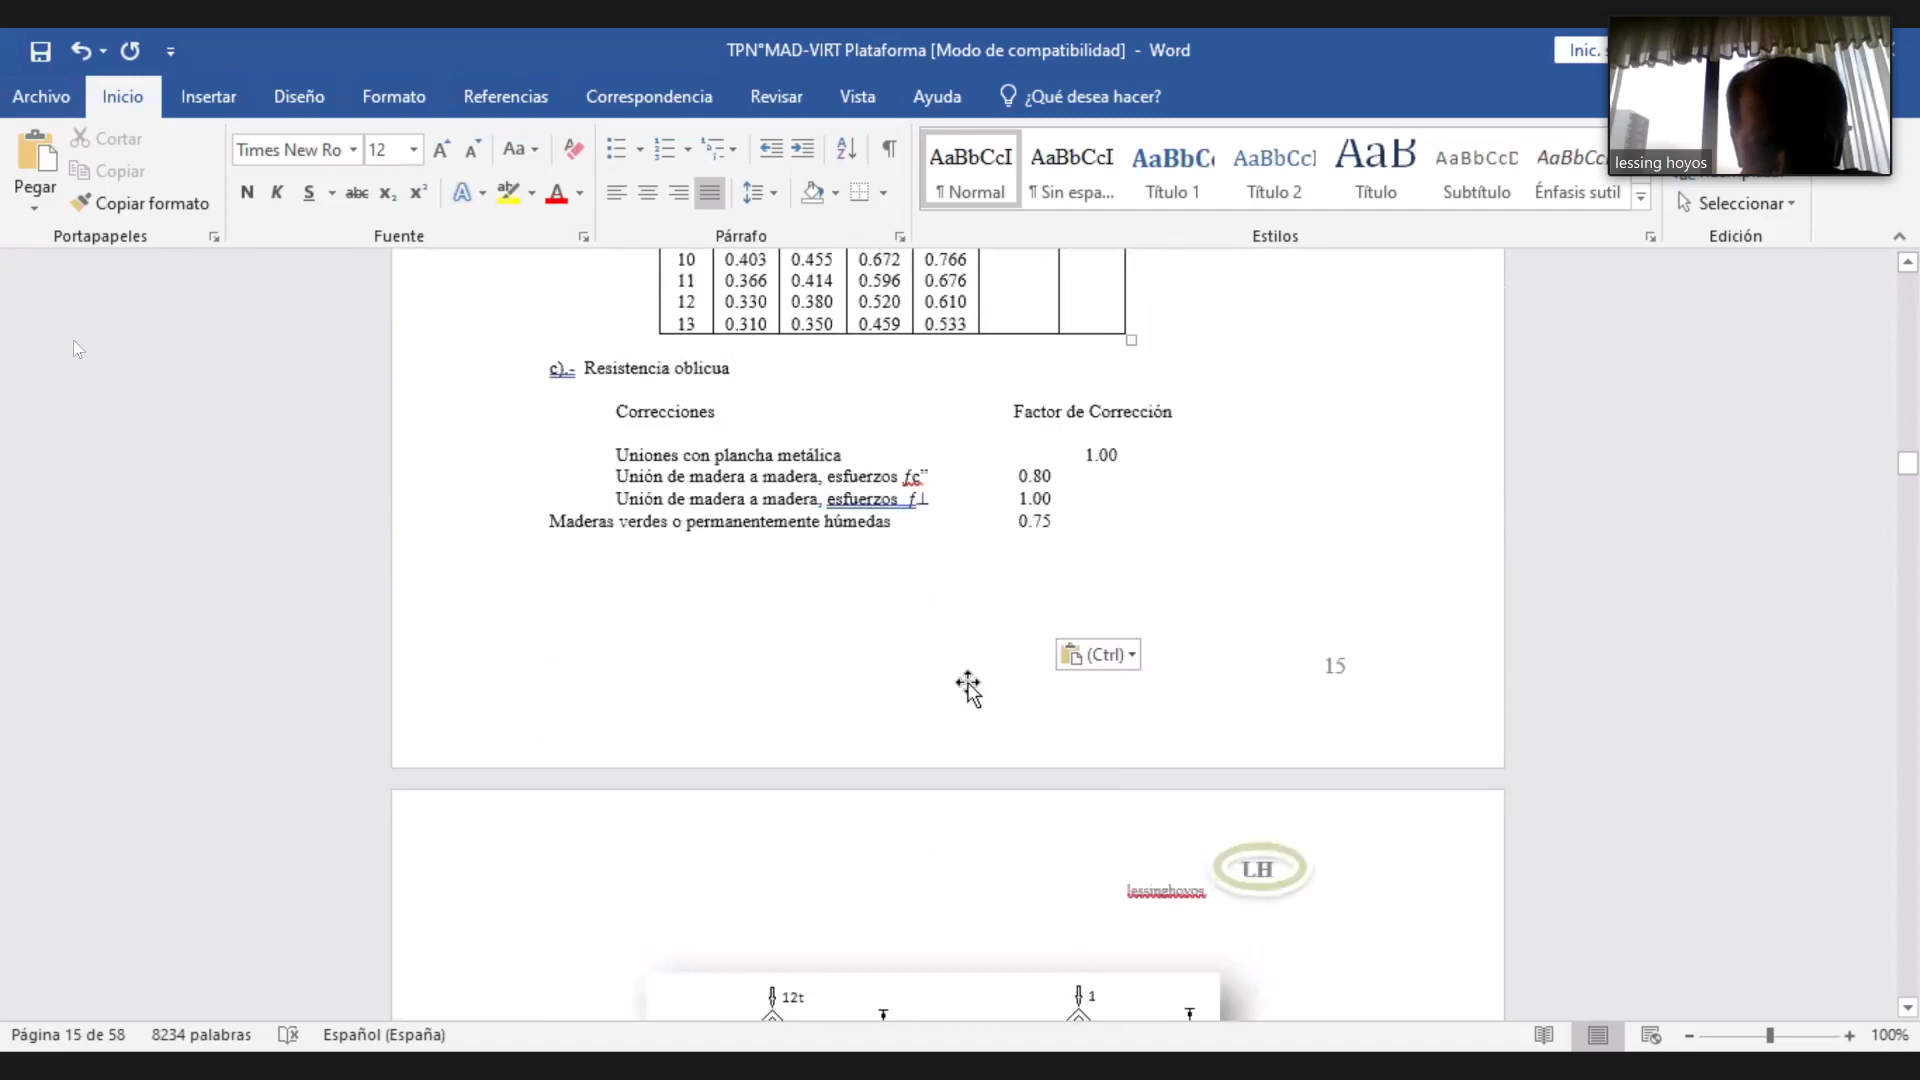 TPN°MAD-VIRT Plataforma [Modo de compatibilidad] - Word
Inic.
Archivo Inicio Insertar Diseño Formato Referencias Correspondencia Revisar Vista Ayuda ¿Qué desea hacer?
lessing hoyos
Pegar
Cortar
Copiar
Copiar formato
Portapapeles
Times New Ro 12
Aa
N K S abc x₂ x²
Fuente
Párrafo
AaBbCcI AaBbCcI AaBbC AaBbCcI AaB AaBbCcD AaBbCc
¶ Normal ¶ Sin espa... Título 1 Título 2 Título Subtítulo Énfasis sutil
Estilos
Seleccionar
Edición
10 0.403 0.455 0.672 0.766
11 0.366 0.414 0.596 0.676
12 0.330 0.380 0.520 0.610
13 0.310 0.350 0.459 0.533
c).- Resistencia oblicua
Correcciones Factor de Corrección
Uniones con plancha metálica 1.00
Unión de madera a madera, esfuerzos ƒc” 0.80
Unión de madera a madera, esfuerzos ƒ⊥ 1.00
Maderas verdes o permanentemente húmedas 0.75
(Ctrl)
15
LH
lessinghoyos
12t 1
Página 15 de 58 8234 palabras Español (España) 100%